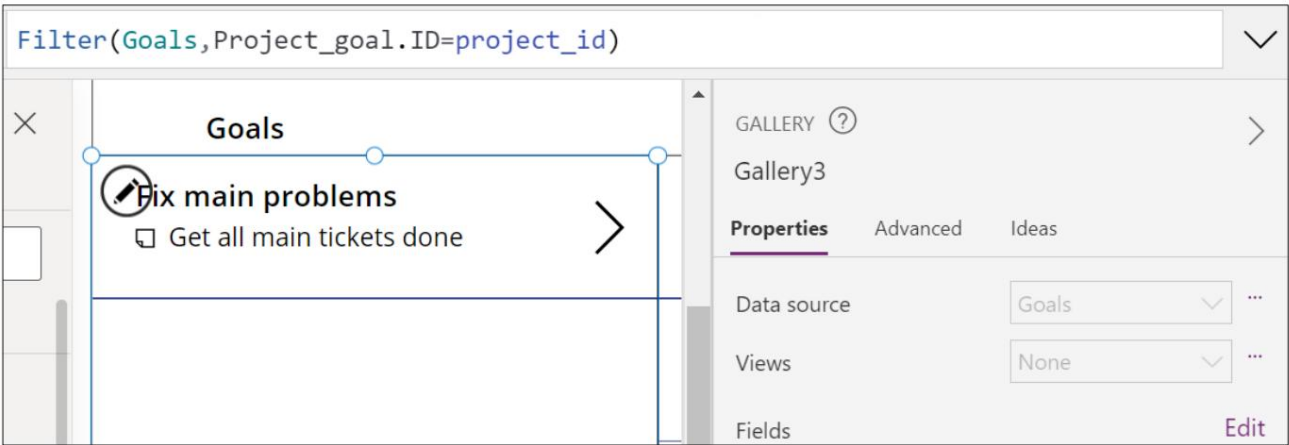 Filter(Goals,Project_goal.ID=project_id)
Goals
Fix main problems
Get all main tickets done
GALLERY ?
Gallery3
Properties Advanced Ideas
Data source Goals ...
Views None ...
Fields Edit